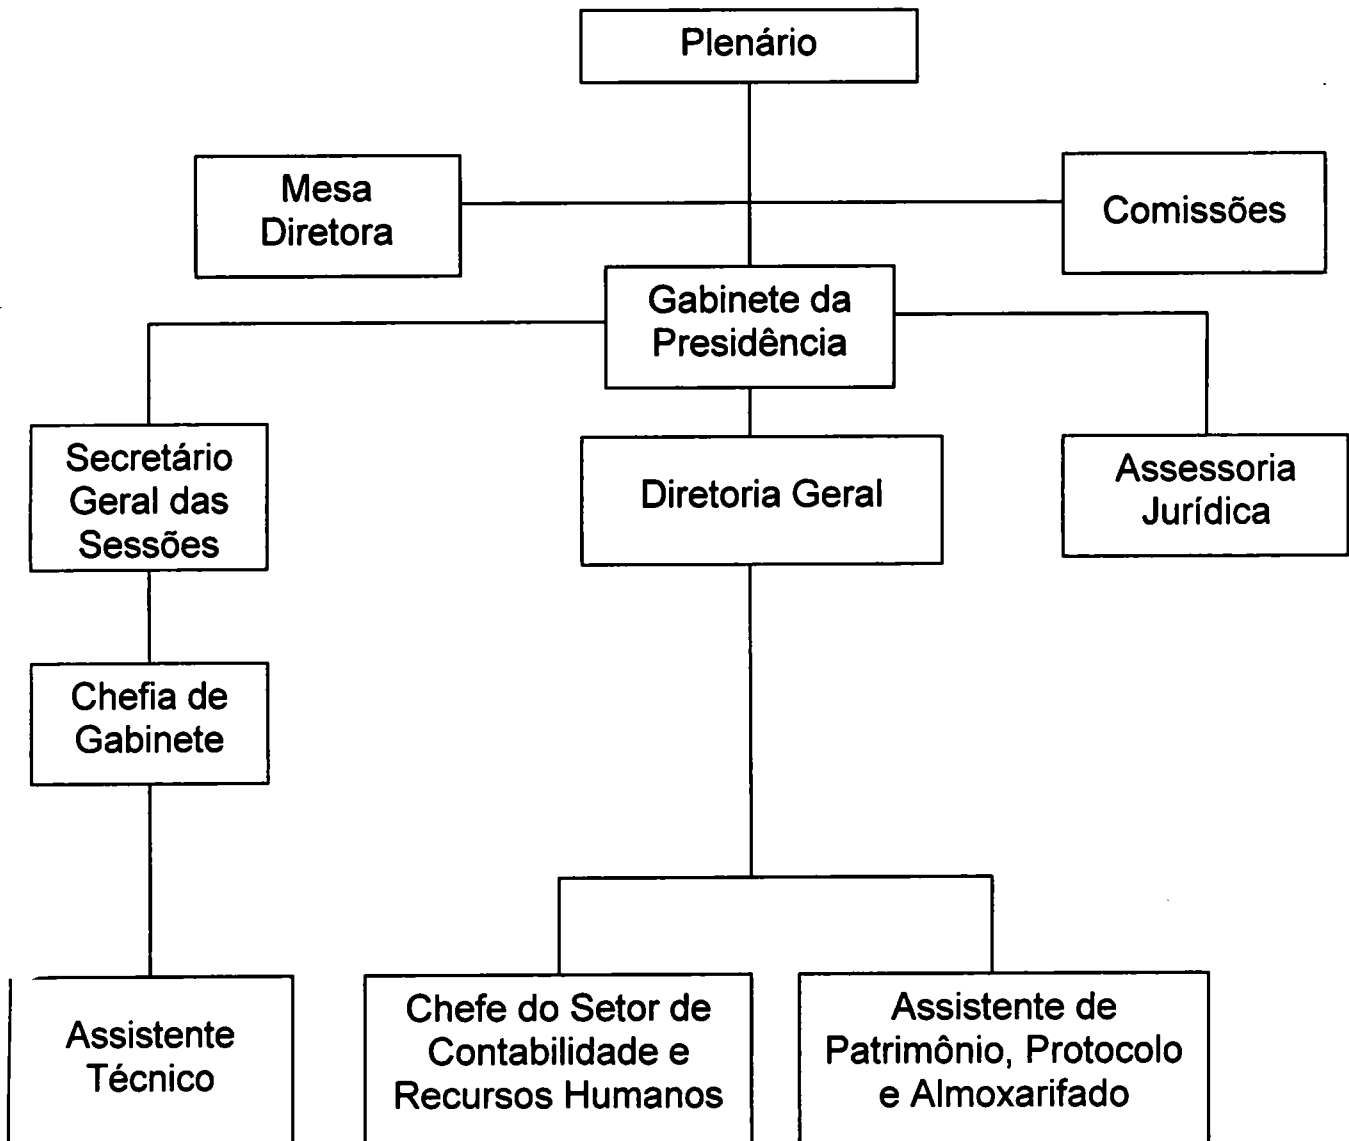 Plenário
Mesa
Diretora
Comissões
Gabinete da
Presidência
Secretário
Geral das
Sessões
Diretoria Geral
Assessoria
Jurídica
Chefia de
Gabinete
Assistente
Técnico
Chefe do Setor de
Contabilidade e
Recursos Humanos
Assistente de
Patrimônio, Protocolo
e Almoxarifado